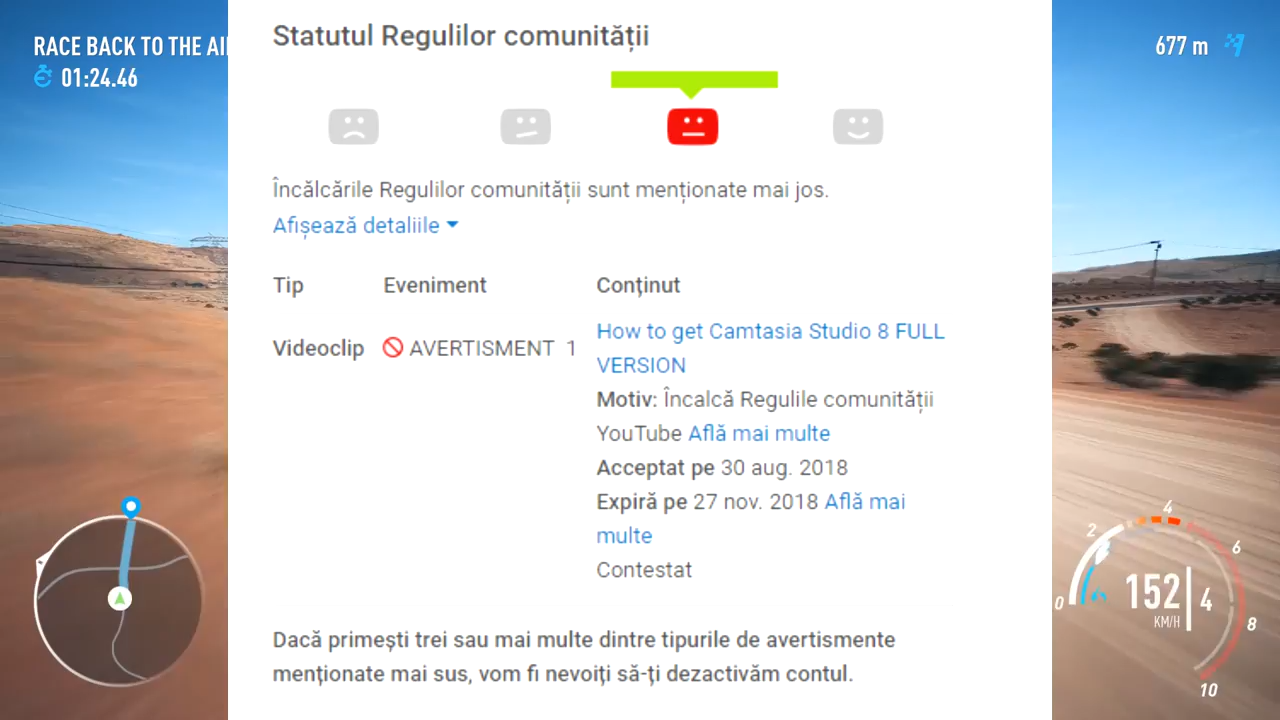 RACE BACK TO THE AI
01:24.46
677 m
Statutul Regulilor comunității
Încălcările Regulilor comunității sunt menționate mai jos.
Afișează detaliile
Tip Eveniment Conținut
Videoclip AVERTISMENT 1
How to get Camtasia Studio 8 FULL
VERSION
Motiv: Încalcă Regulile comunității
YouTube Află mai multe
Acceptat pe 30 aug. 2018
Expiră pe 27 nov. 2018 Află mai
multe
Contestat
Dacă primești trei sau mai multe dintre tipurile de avertismente
menționate mai sus, vom fi nevoiți să-ți dezactivăm contul.
0 2 4 6 8 10
152 4
KM/H